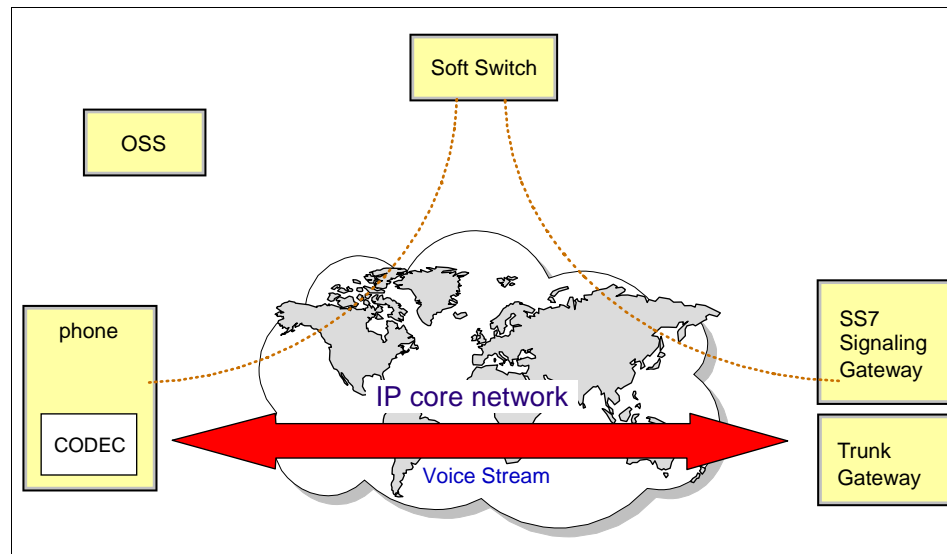 Soft Switch
OSS
phone
CODEC
SS7
Signaling
Gateway
IP core network
Voice Stream
Trunk
Gateway